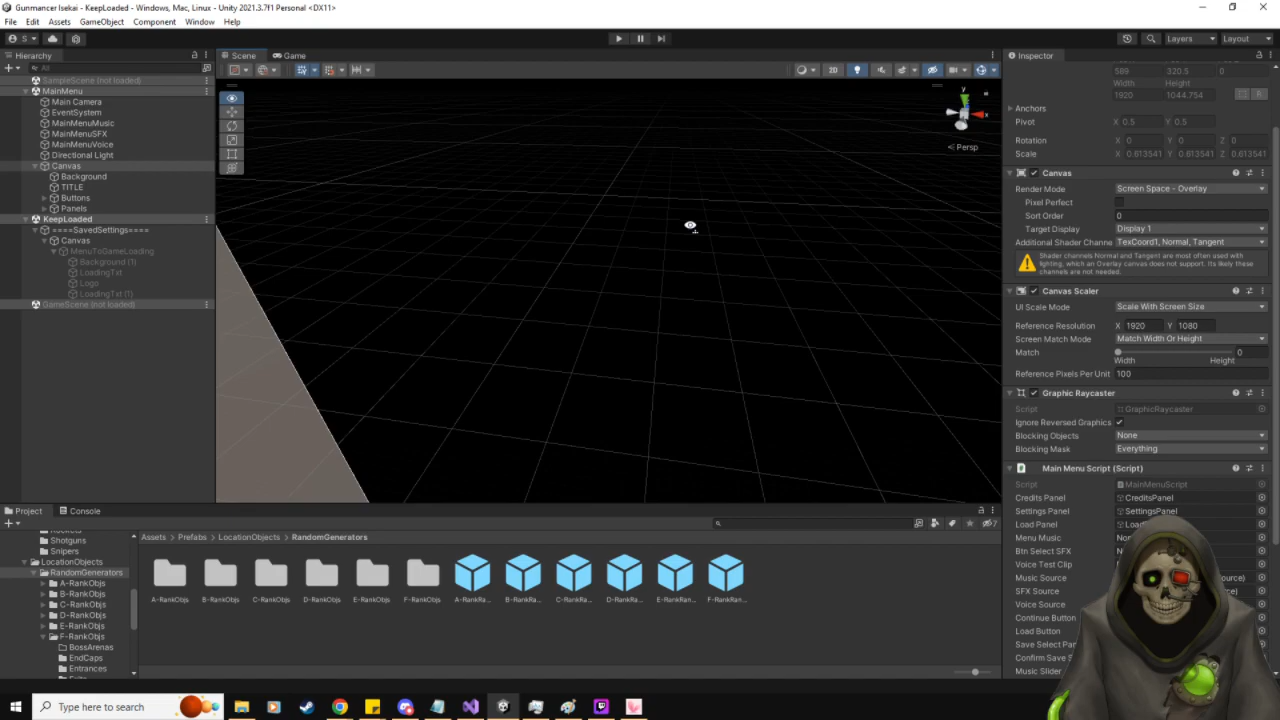 Gunmancer Isekai - KeepLoaded - Windows, Mac, Linux - Unity 2021.3.7f1 Personal <DX11>
File Edit Assets GameObject Component Window Help
S Layers Layout
Hierarchy Scene Game Inspector
All
SampleScene (not loaded)
MainMenu
Main Camera
EventSystem
MainMenuMusic
MainMenuSFX
MainMenuVoice
Directional Light
Canvas
Background
TITLE
Buttons
Panels
KeepLoaded
====SavedSettings====
Canvas
MenuToGameLoading
Background (1)
LoadingTxt
Logo
LoadingTxt (1)
GameScene (not loaded)
2D
y
x
Persp
589 320.5 0
Width Height
1920 1044.754
Anchors
Pivot X 0.5 Y 0.5
Rotation X 0 Y 0 Z 0
Scale X 0.613541 Y 0.613541 Z 0.613541
Canvas
Render Mode Screen Space - Overlay
Pixel Perfect
Sort Order 0
Target Display Display 1
Additional Shader Channe TexCoord1, Normal, Tangent
Shader channels Normal and Tangent are most often used with
lighting, which an Overlay canvas does not support. Its likely these
channels are not needed.
Canvas Scaler
UI Scale Mode Scale With Screen Size
Reference Resolution X 1920 Y 1080
Screen Match Mode Match Width Or Height
Match 0
Width Height
Reference Pixels Per Unit 100
Graphic Raycaster
Script GraphicRaycaster
Ignore Reversed Graphics
Blocking Objects None
Blocking Mask Everything
Main Menu Script (Script)
Script MainMenuScript
Credits Panel CreditsPanel
Settings Panel SettingsPanel
Load Panel Loa
Menu Music
Btn Select SFX
Voice Test Clip
Music Source ource)
SFX Source
Voice Source
Continue Button
Load Button
Save Select Pan
Confirm Save
Music Slider
Project Console
Shotguns
Snipers
LocationObjects
RandomGenerators
A-RankObjs
B-RankObjs
C-RankObjs
D-RankObjs
E-RankObjs
F-RankObjs
BossArenas
EndCaps
Entrances
Assets Prefabs LocationObjects RandomGenerators
A-RankObjs B-RankObjs C-RankObjs D-RankObjs E-RankObjs F-RankObjs A-RankRa... B-RankRa... C-RankRa... D-RankRa... E-RankRan... F-RankRan...
7
Type here to search